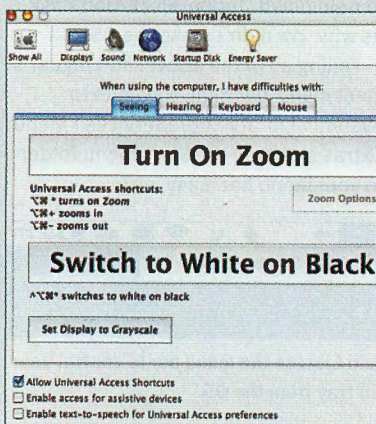 Universal Access
Show All Displays Sound Network Startup Disk Energy Saver
When using the computer, I have difficulties with:
Seeing Hearing Keyboard Mouse
Turn On Zoom
Universal Access shortcuts:
⌥⌘* turns on Zoom
⌥⌘+ zooms in
⌥⌘- zooms out
Zoom Options
Switch to White on Black
^⌥⌘* switches to white on black
Set Display to Grayscale
Allow Universal Access Shortcuts
Enable access for assistive devices
Enable text-to-speech for Universal Access preferences